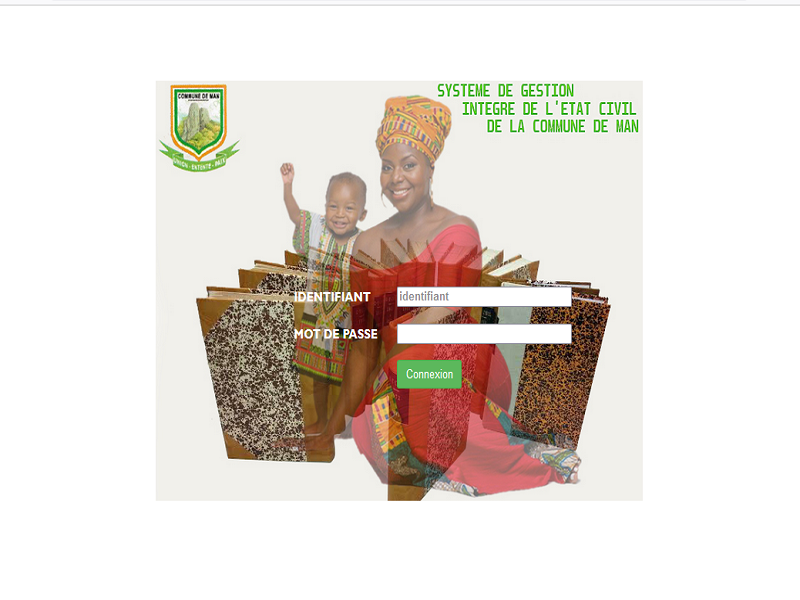 COMMUNE DE MAN
UNION - ENTENTE - PAIX
SYSTEME DE GESTION
INTEGRE DE L'ETAT CIVIL
DE LA COMMUNE DE MAN
IDENTIFIANT
identifiant
MOT DE PASSE
Connexion